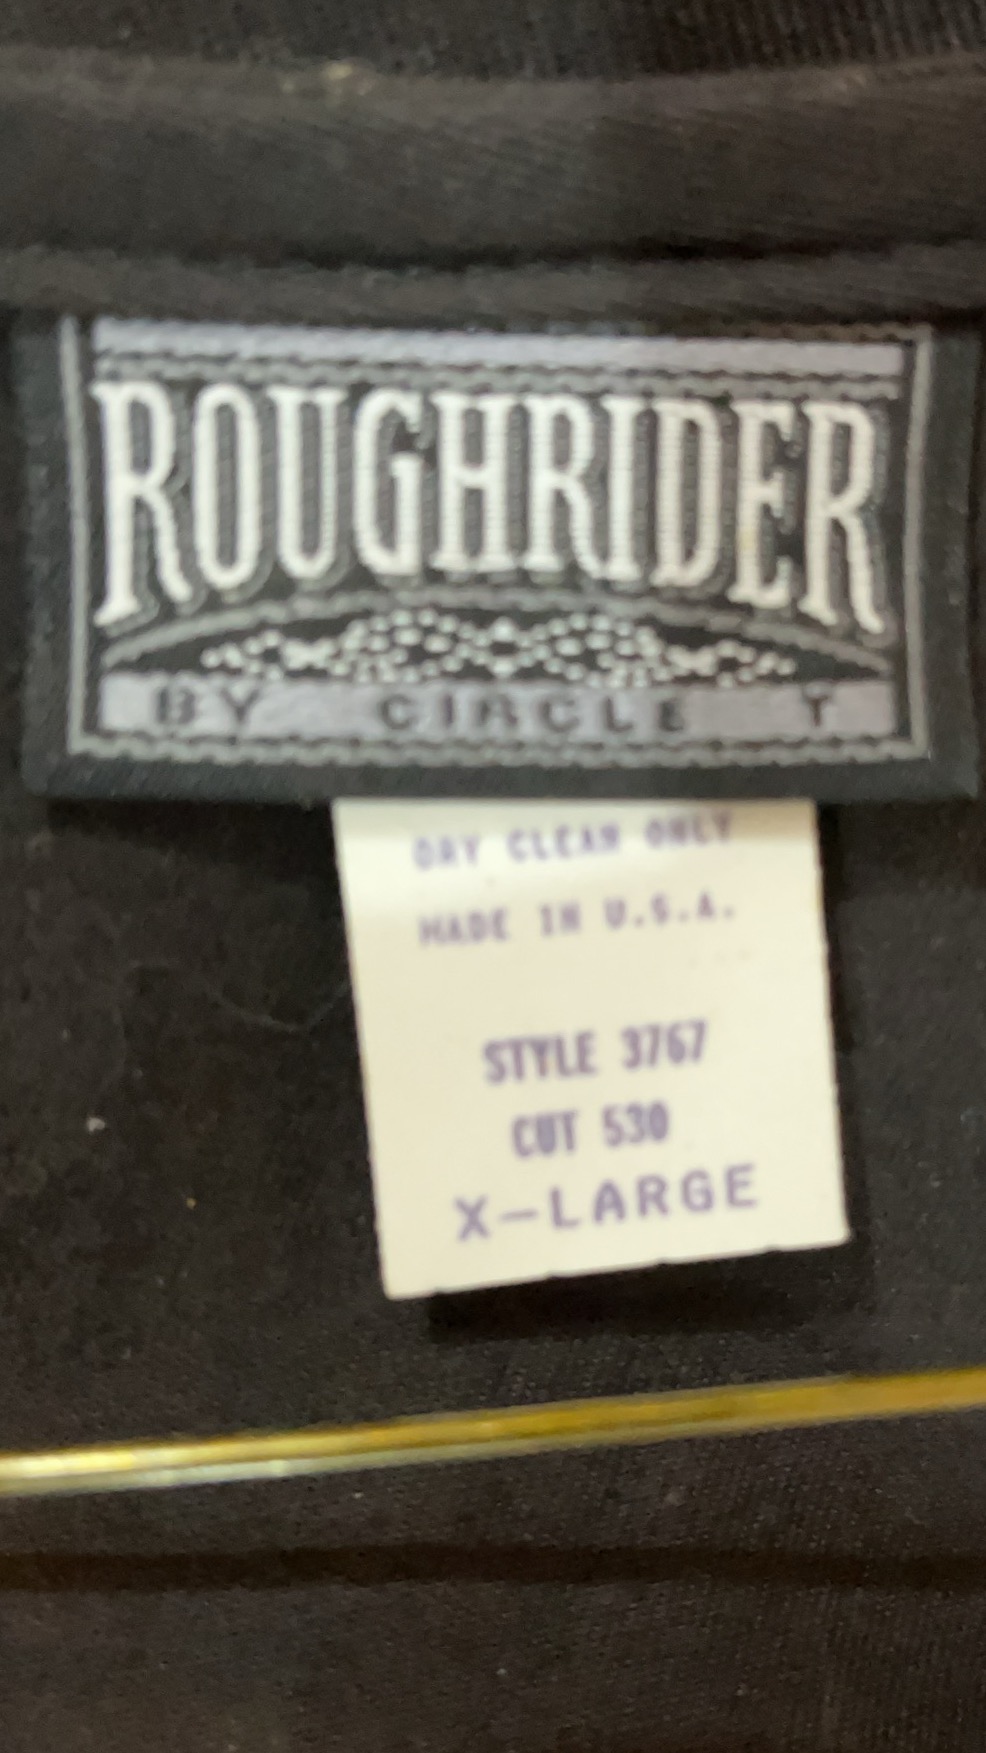 ROUGHRIDER
BY CIRCLE T
DRY CLEAN ONLY
MADE IN U.S.A.
STYLE 3767
CUT 530
X-LARGE